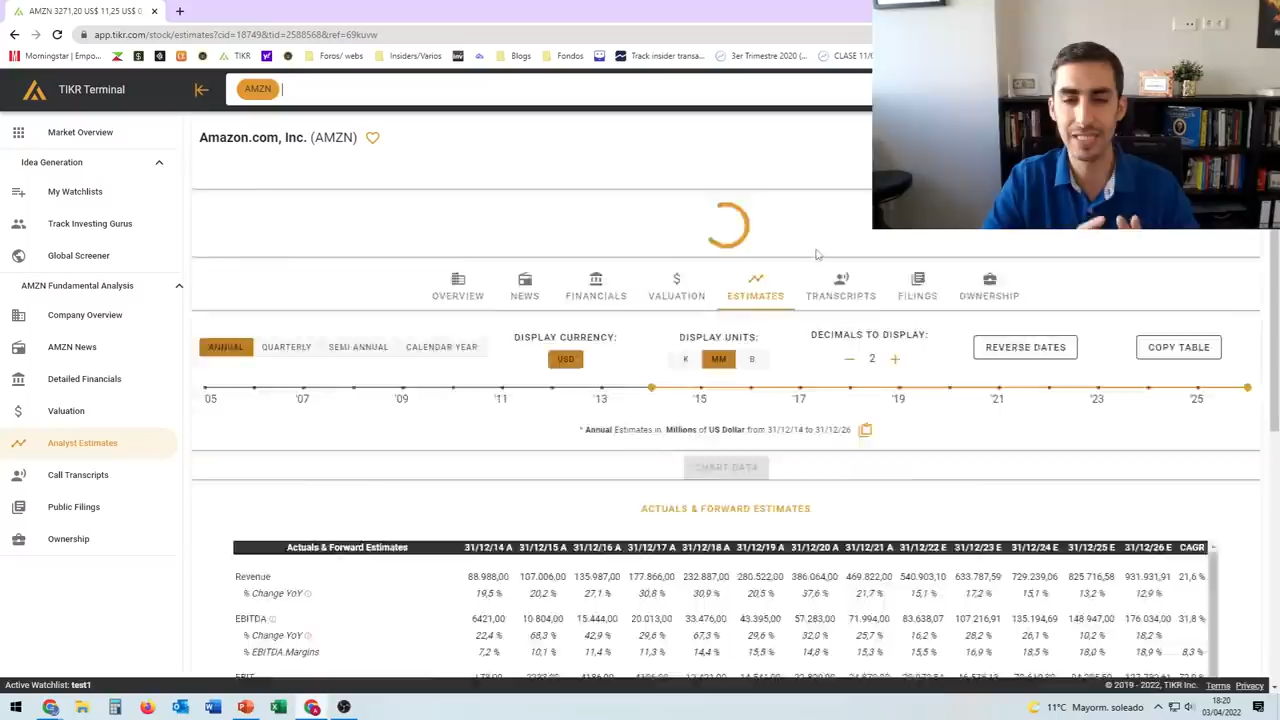 AMZN 3271,20 US$ 11,25 US$ 0.
app.tikr.com/stock/estimates?cid=18749&tid=2588568&ref=69kuvw
Morningstar | Empo... TIKR Foros/ webs Insiders/Varios Blogs Fondos Track insider transa... 3er Trimestre 2020 (... CLASE 11/0
TIKR Terminal
AMZN
Market Overview
Idea Generation
My Watchlists
Track Investing Gurus
Global Screener
AMZN Fundamental Analysis
Company Overview
AMZN News
Detailed Financials
Valuation
Analyst Estimates
Call Transcripts
Public Filings
Ownership
Amazon.com, Inc. (AMZN)
OVERVIEW NEWS FINANCIALS VALUATION ESTIMATES TRANSCRIPTS FILINGS OWNERSHIP
ANNUAL QUARTERLY SEMI ANNUAL CALENDAR YEAR
DISPLAY CURRENCY:
USD
DISPLAY UNITS:
K MM B
DECIMALS TO DISPLAY:
2
REVERSE DATES
COPY TABLE
'05 '07 '09 '11 '13 '15 '17 '19 '21 '23 '25
* Annual Estimates in Millions of US Dollar from 31/12/14 to 31/12/26
CHART DATA
ACTUALS & FORWARD ESTIMATES
Actuals & Forward Estimates 31/12/14 A 31/12/15 A 31/12/16 A 31/12/17 A 31/12/18 A 31/12/19 A 31/12/20 A 31/12/21 A 31/12/22 E 31/12/23 E 31/12/24 E 31/12/25 E 31/12/26 E CAGR
Revenue 88.988,00 107.006,00 135.987,00 177.866,00 232.887,00 280.522,00 386.064,00 469.822,00 540.903,10 633.787,59 729.239,06 825.716,58 931.931,91 21,6 %
% Change YoY 19,5 % 20,2 % 27,1 % 30,8 % 30,9 % 20,5 % 37,6 % 21,7 % 15,1 % 17,2 % 15,1 % 13,2 % 12,9 %
EBITDA 6421,00 10.804,00 15.444,00 20.013,00 33.476,00 43.395,00 57.283,00 71.994,00 83.638,07 107.216,91 135.194,69 148.947,00 176.034,00 31,8 %
% Change YoY 22,4 % 68,3 % 42,9 % 29,6 % 67,3 % 29,6 % 32,0 % 25,7 % 16,2 % 28,2 % 26,1 % 10,2 % 18,2 %
% EBITDA Margins 7,2 % 10,1 % 11,4 % 11,3 % 14,4 % 15,5 % 14,8 % 15,3 % 15,5 % 16,9 % 18,5 % 18,0 % 18,9 % 8,3 %
Active Watchlist: test1
© 2019 - 2022, TIKR Inc. Terms Privacy
11°C Mayorm. soleado
18:20
03/04/2022